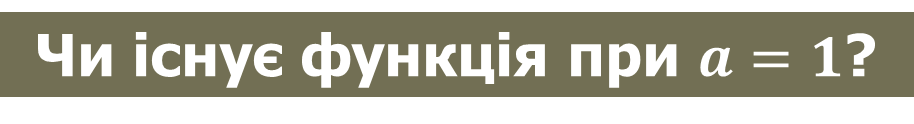 Чи існує функція при a = 1?